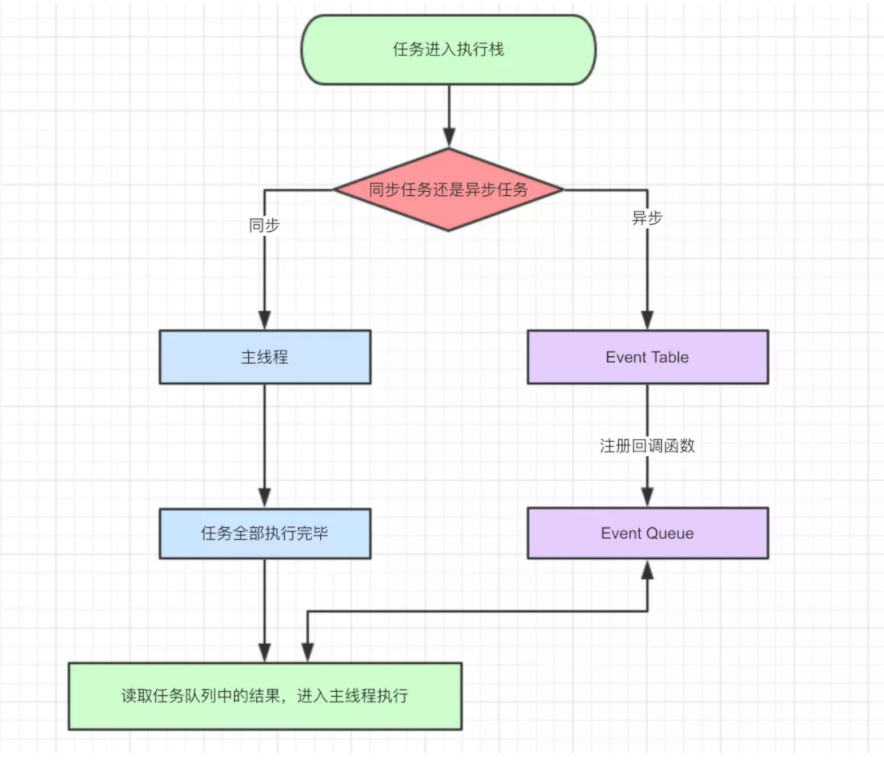 任务进入执行栈
同步任务还是异步任务
同步
异步
主线程
Event Table
注册回调函数
任务全部执行完毕
Event Queue
读取任务队列中的结果，进入主线程执行